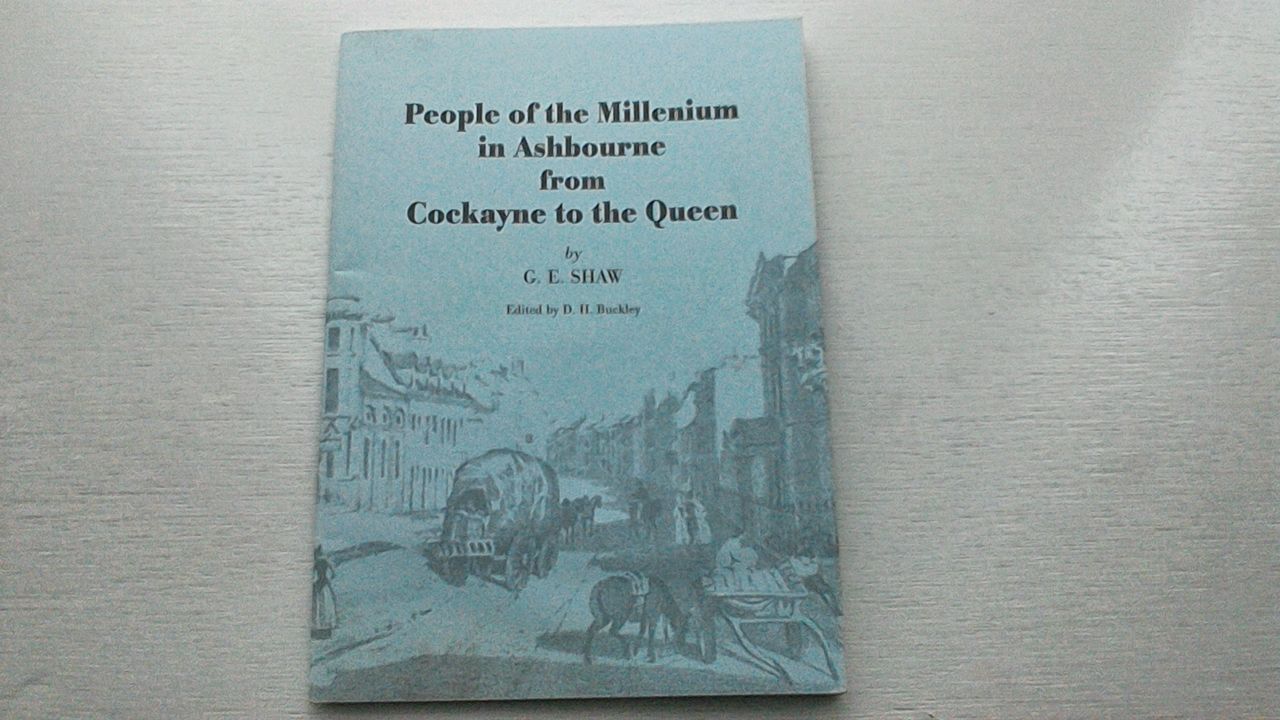 People of the Millenium
in Ashbourne
from
Cockayne to the Queen
by
G. E. SHAW
Edited by D. H. Buckley